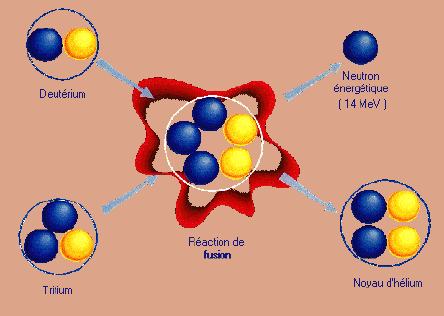 Deutérium
Neutron
énergétique
( 14 MeV )
Tritium
Réaction de
fusion
Noyau d'hélium